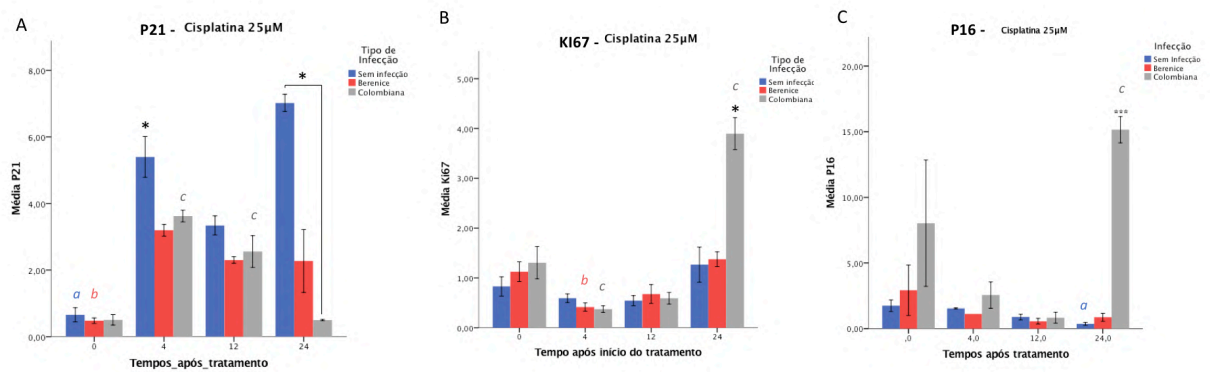 A
P21 - Cisplatina 25µM
Tipo de
Infecção
Sem infecção
Berenice
Colombiana
Média P21
8,00
6,00
4,00
2,00
0,00
a
b
*
c
c
*
0
4
12
24
Tempos_após_tratamento
B
KI67 - Cisplatina 25µM
Tipo de
Infecção
Sem infecção
Berenice
Colombiana
Média Ki67
5,00
4,00
3,00
2,00
1,00
0,00
b
c
c
*
0
4
12
24
Tempo após início do tratamento
C
P16 - Cisplatina 25µM
Infecção
Sem Infecção
Berenice
Colombiana
Média P16
20,00
15,00
10,00
5,00
0,00
a
c
***
,0
4,0
12,0
24,0
Tempos após tratamento